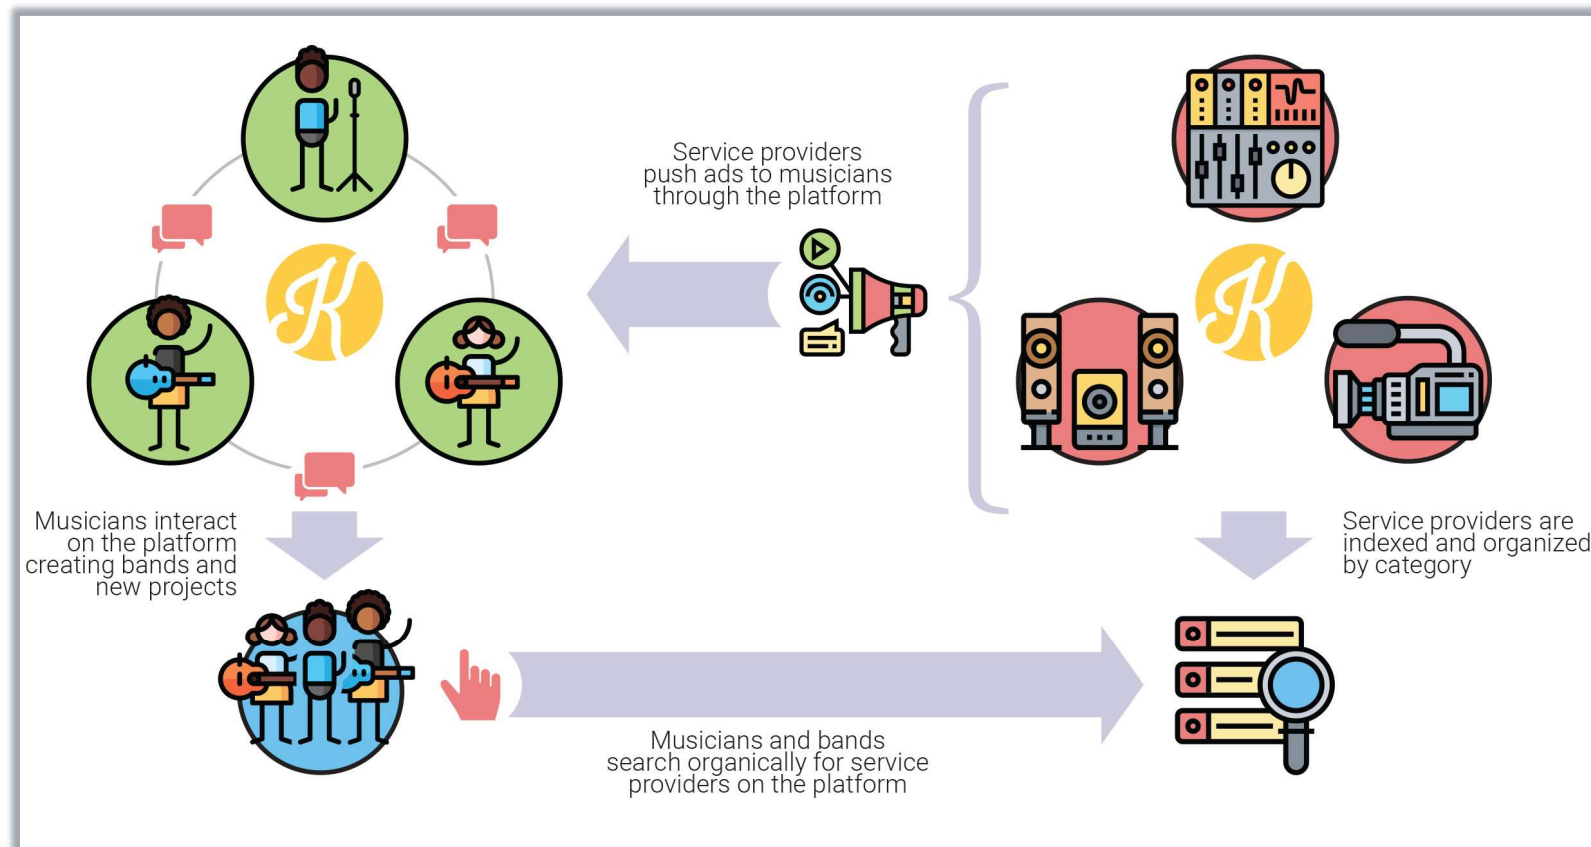 Service providers
push ads to musicians
through the platform
K
K
Musicians interact
on the platform
creating bands and
new projects
Service providers are
indexed and organized
by category
Musicians and bands
search organically for service
providers on the platform